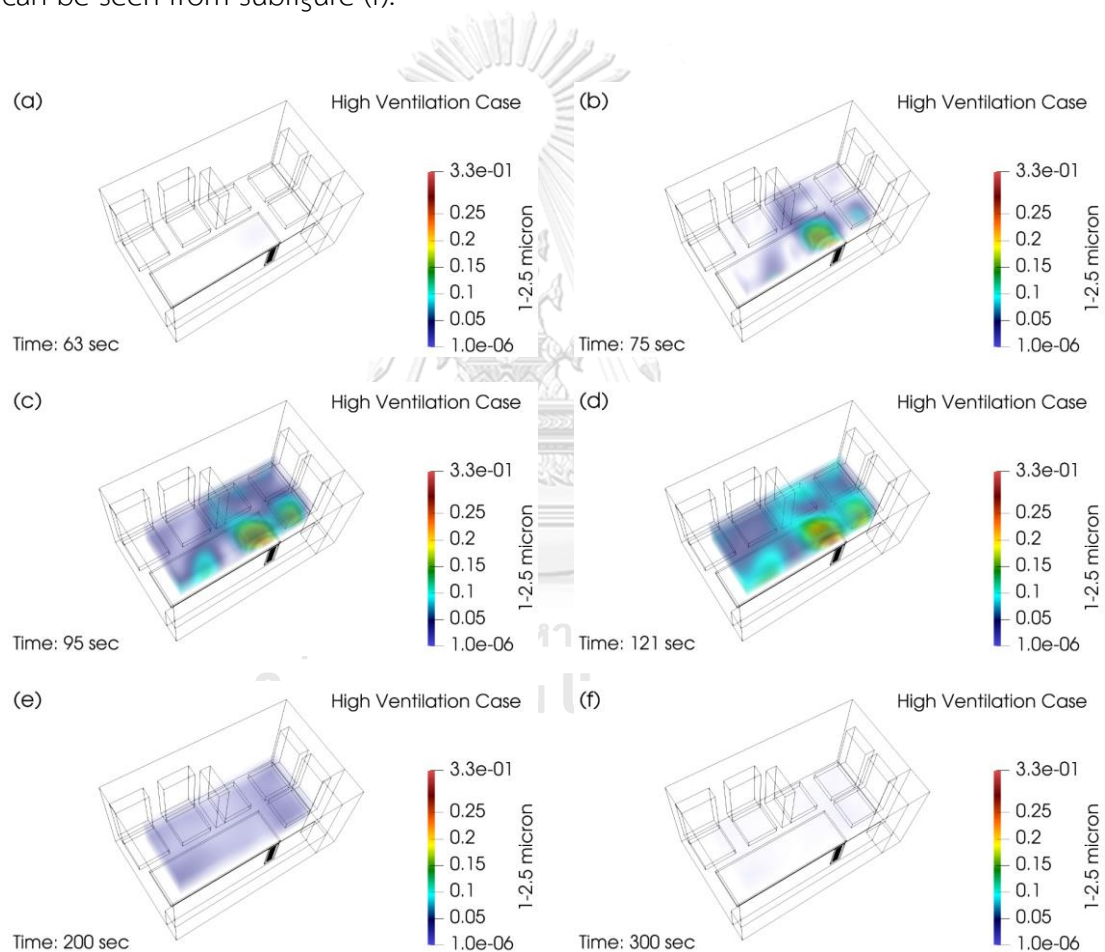 can be seen from subfigure (f).
(a)
High Ventilation Case
3.3e-01
0.25
0.2
0.15
0.1
0.05
1.0e-06
1-2.5 micron
Time: 63 sec
(b)
High Ventilation Case
3.3e-01
0.25
0.2
0.15
0.1
0.05
1.0e-06
1-2.5 micron
Time: 75 sec
(c)
High Ventilation Case
3.3e-01
0.25
0.2
0.15
0.1
0.05
1.0e-06
1-2.5 micron
Time: 95 sec
(d)
High Ventilation Case
3.3e-01
0.25
0.2
0.15
0.1
0.05
1.0e-06
1-2.5 micron
Time: 121 sec
(e)
High Ventilation Case
3.3e-01
0.25
0.2
0.15
0.1
0.05
1.0e-06
1-2.5 micron
Time: 200 sec
(f)
High Ventilation Case
3.3e-01
0.25
0.2
0.15
0.1
0.05
1.0e-06
1-2.5 micron
Time: 300 sec